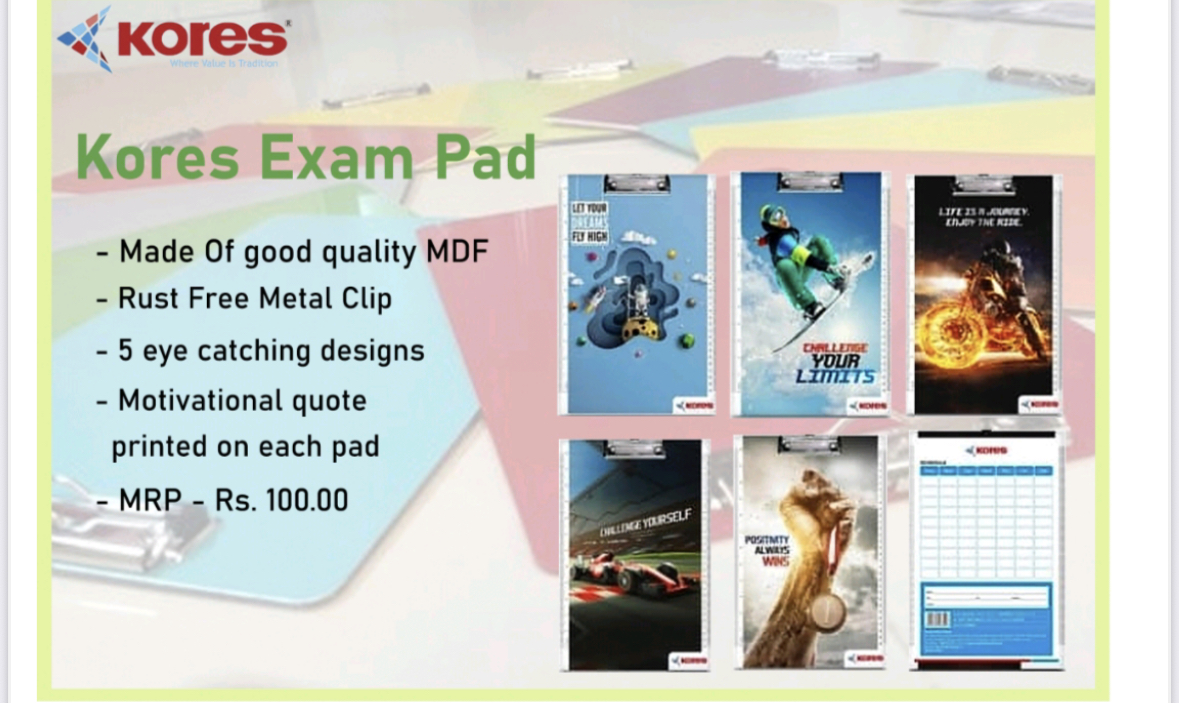 Kores®
Where Value Is Tradition
Kores Exam Pad
- Made Of good quality MDF
- Rust Free Metal Clip
- 5 eye catching designs
- Motivational quote
printed on each pad
- MRP - Rs. 100.00
LET YOUR
DREAMS
FLY HIGH
KORES
CHALLENGE
YOUR
LIMITS
KORES
LIFE IS A JOURNEY.
ENJOY THE RIDE.
KORES
CHALLENGE YOURSELF
KORES
POSITIVITY
ALWAYS
WINS
KORES
KORES